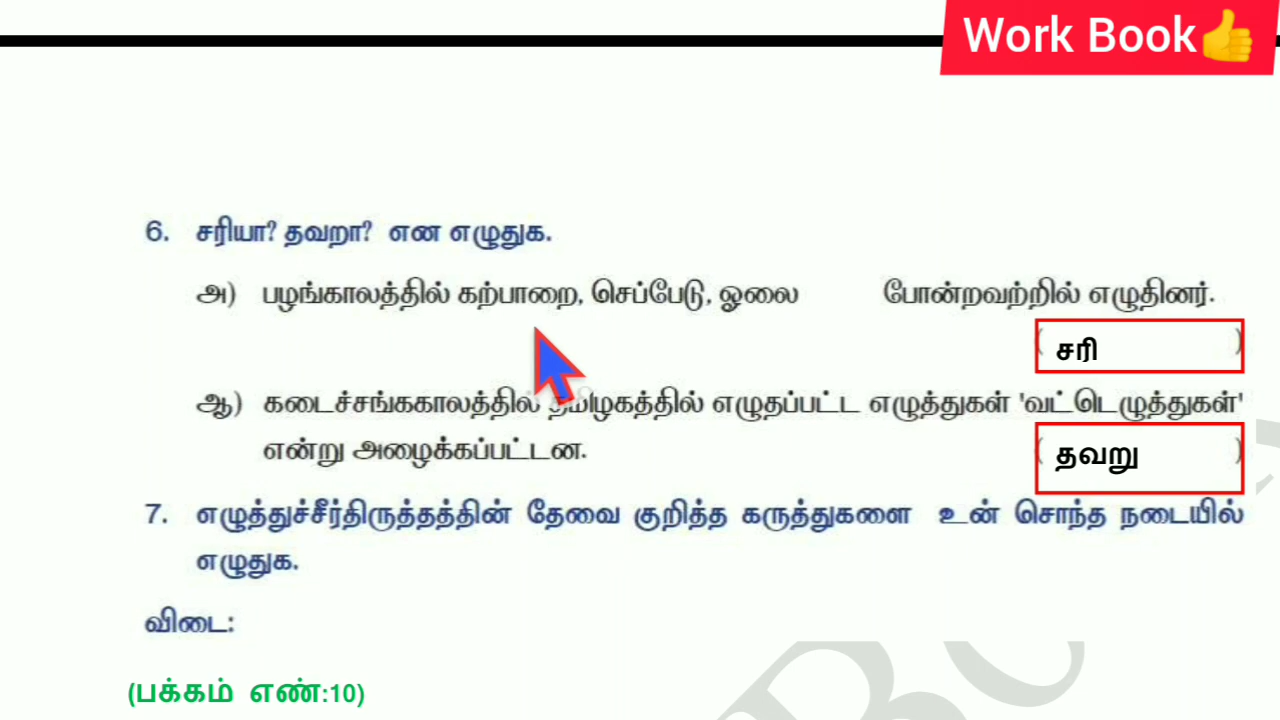 Work Book👍
6. சரியா? தவறா? என எழுதுக.
அ) பழங்காலத்தில் கற்பாறை, செப்பேடு, ஓலை போன்றவற்றில் எழுதினர்.
( சரி )
ஆ) கடைச்சங்ககாலத்தில் தமிழகத்தில் எழுதப்பட்ட எழுத்துகள் 'வட்டெழுத்துகள்'
என்று அழைக்கப்பட்டன. ( தவறு )
7. எழுத்துச்சீர்திருத்தத்தின் தேவை குறித்த கருத்துகளை உன் சொந்த நடையில்
எழுதுக.
விடை:
(பக்கம் எண்:10)